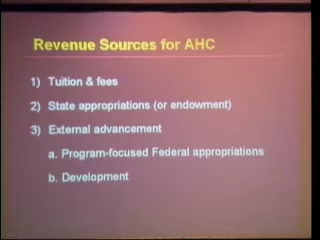 Revenue Sources for AHC
1) Tuition & fees
2) State appropriations (or endowment)
3) External advancement
a. Program-focused Federal appropriations
b. Development